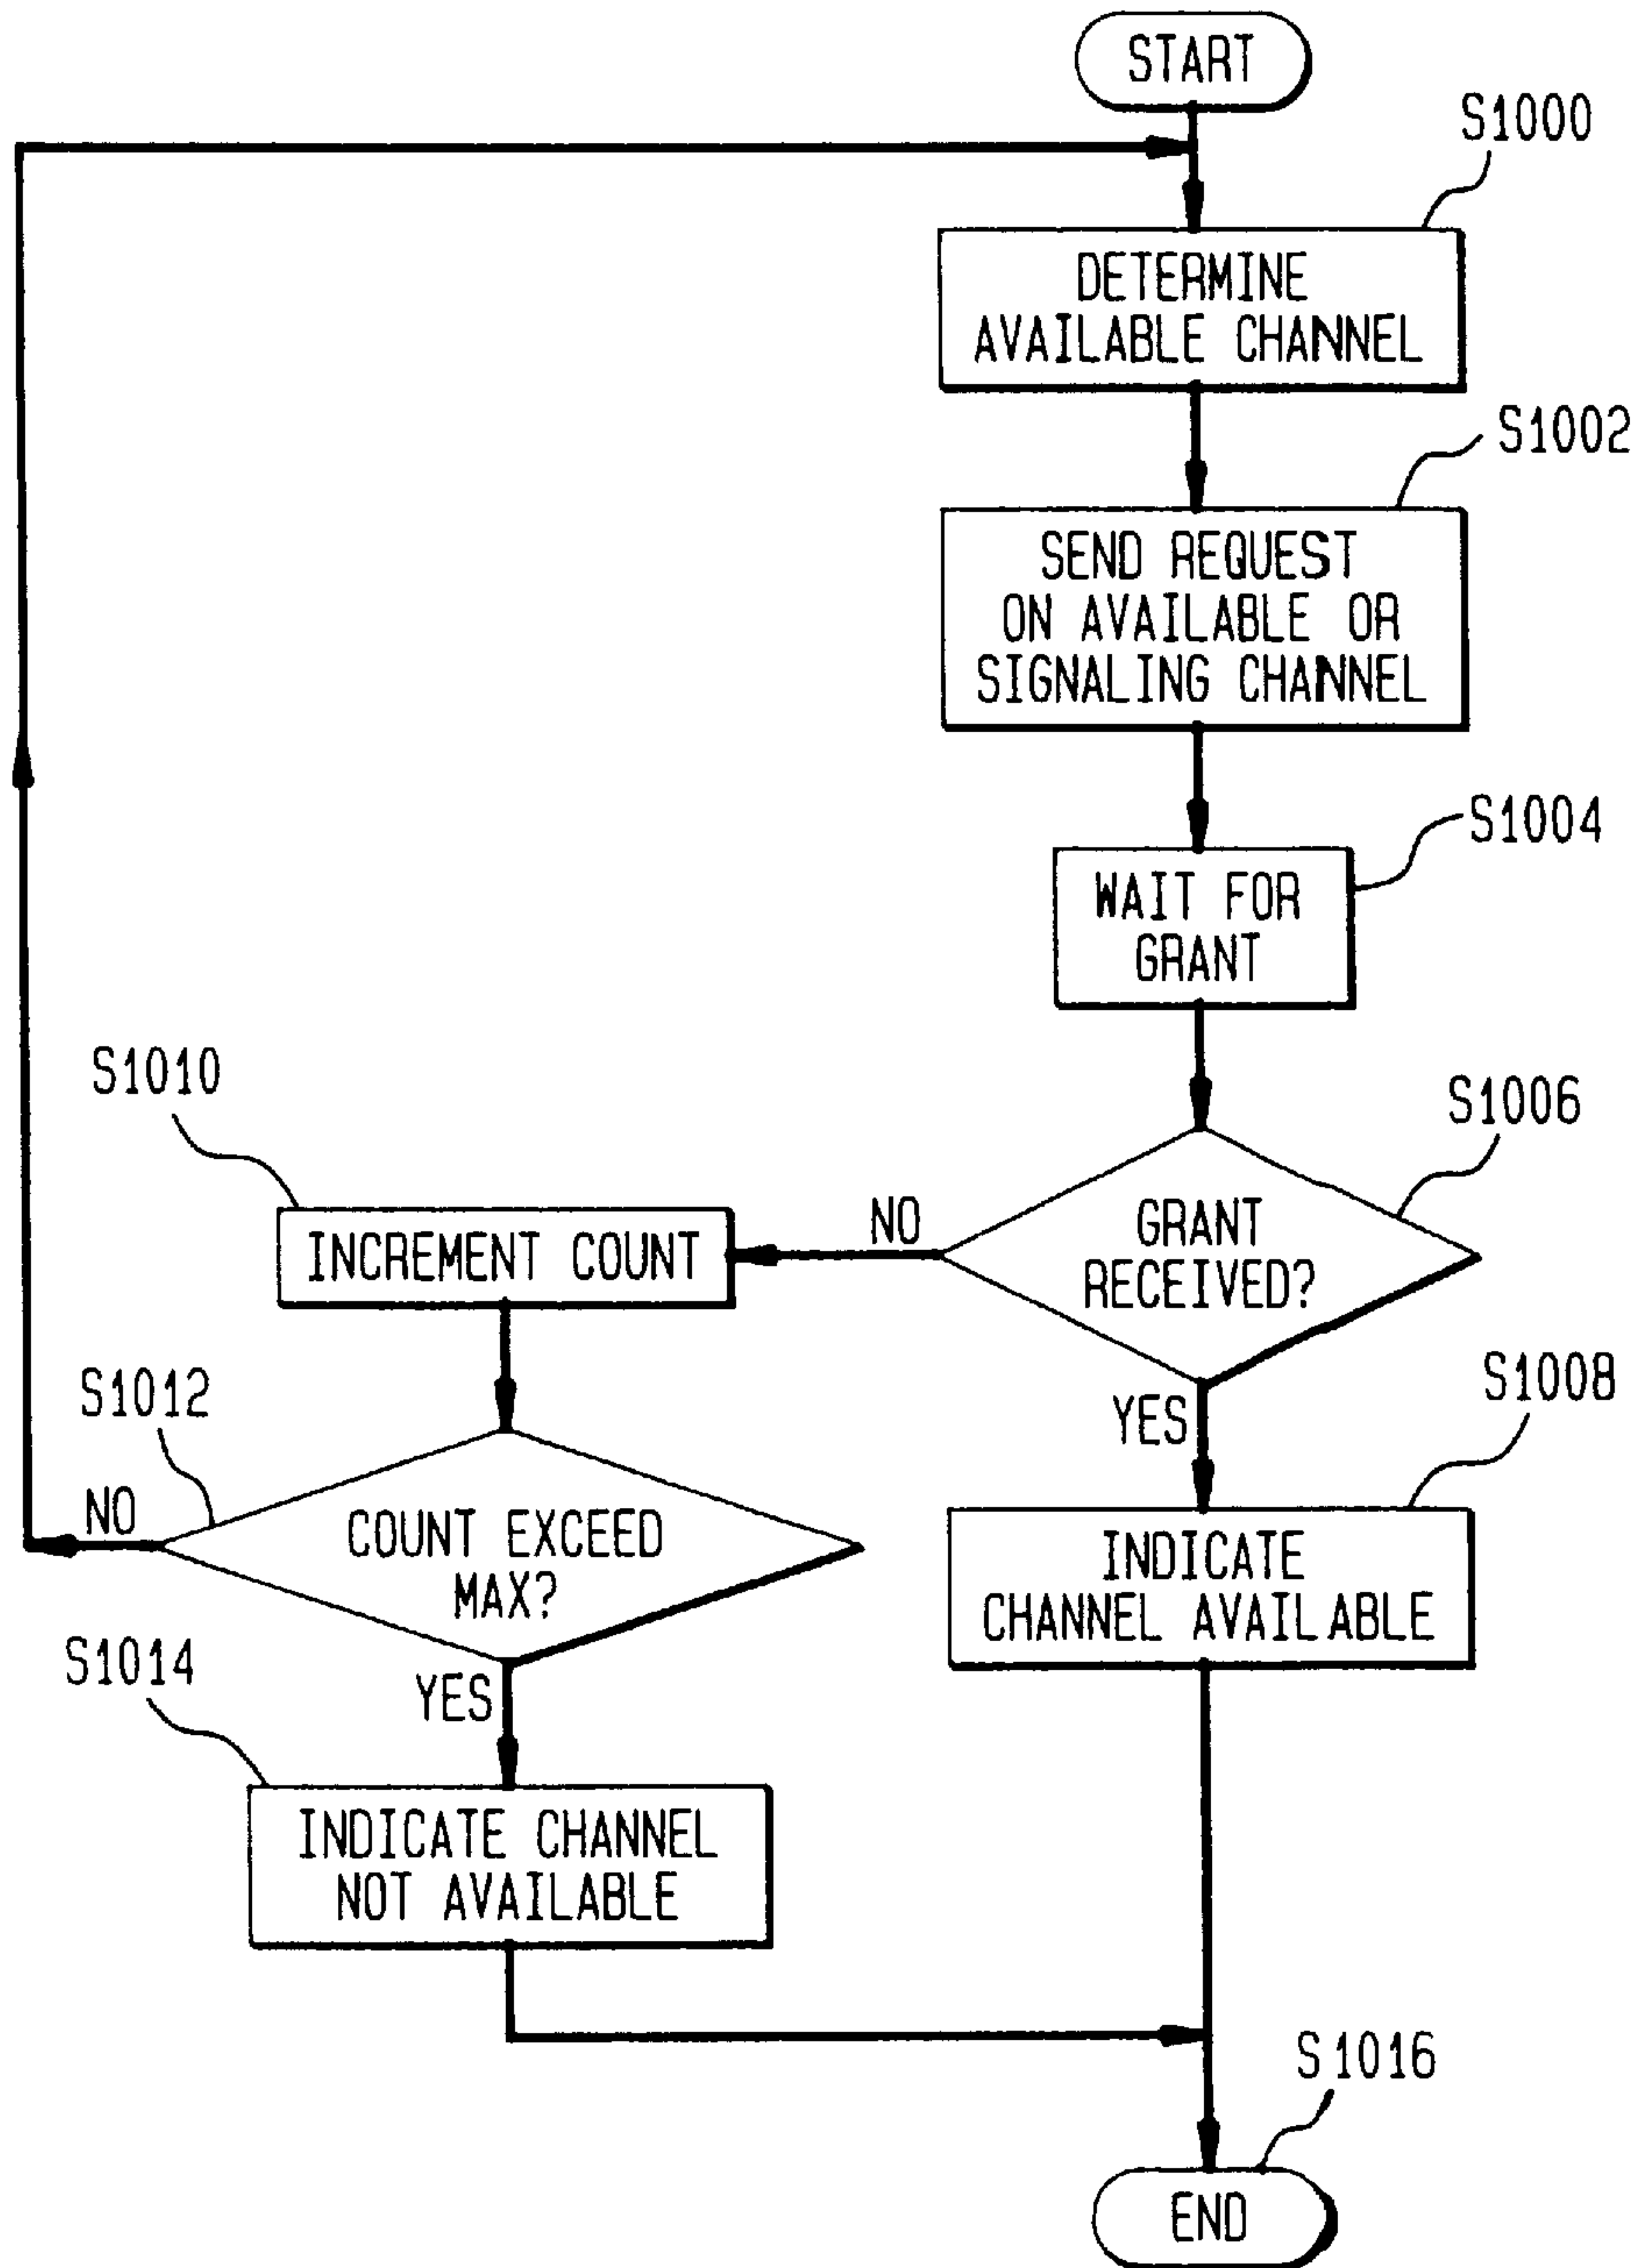 START
S1000
DETERMINE
AVAILABLE CHANNEL
S1002
SEND REQUEST
ON AVAILABLE OR
SIGNALING CHANNEL
S1004
WAIT FOR
GRANT
S1006
GRANT
RECEIVED?
NO
S1010
INCREMENT COUNT
YES
S1008
INDICATE
CHANNEL AVAILABLE
S1012
COUNT EXCEED
MAX?
NO
YES
S1014
INDICATE CHANNEL
NOT AVAILABLE
S1016
END